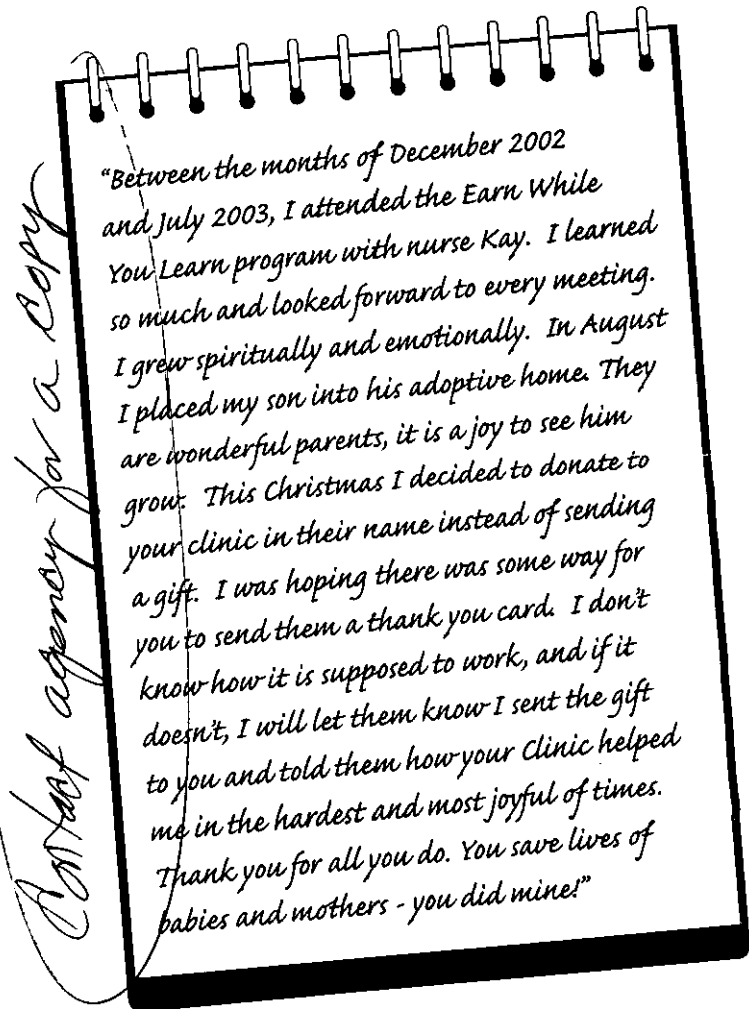 “Between the months of December 2002
and July 2003, I attended the Earn While
You Learn program with nurse Kay. I learned
so much and looked forward to every meeting.
I grew spiritually and emotionally. In August
I placed my son into his adoptive home. They
are wonderful parents, it is a joy to see him
grow. This Christmas I decided to donate to
your clinic in their name instead of sending
a gift. I was hoping there was some way for
you to send them a thank you card. I don’t
know how it is supposed to work, and if it
doesn’t, I will let them know I sent the gift
to you and told them how your Clinic helped
me in the hardest and most joyful of times.
Thank you for all you do. You save lives of
babies and mothers - you did mine!”
Contact agency for a copy